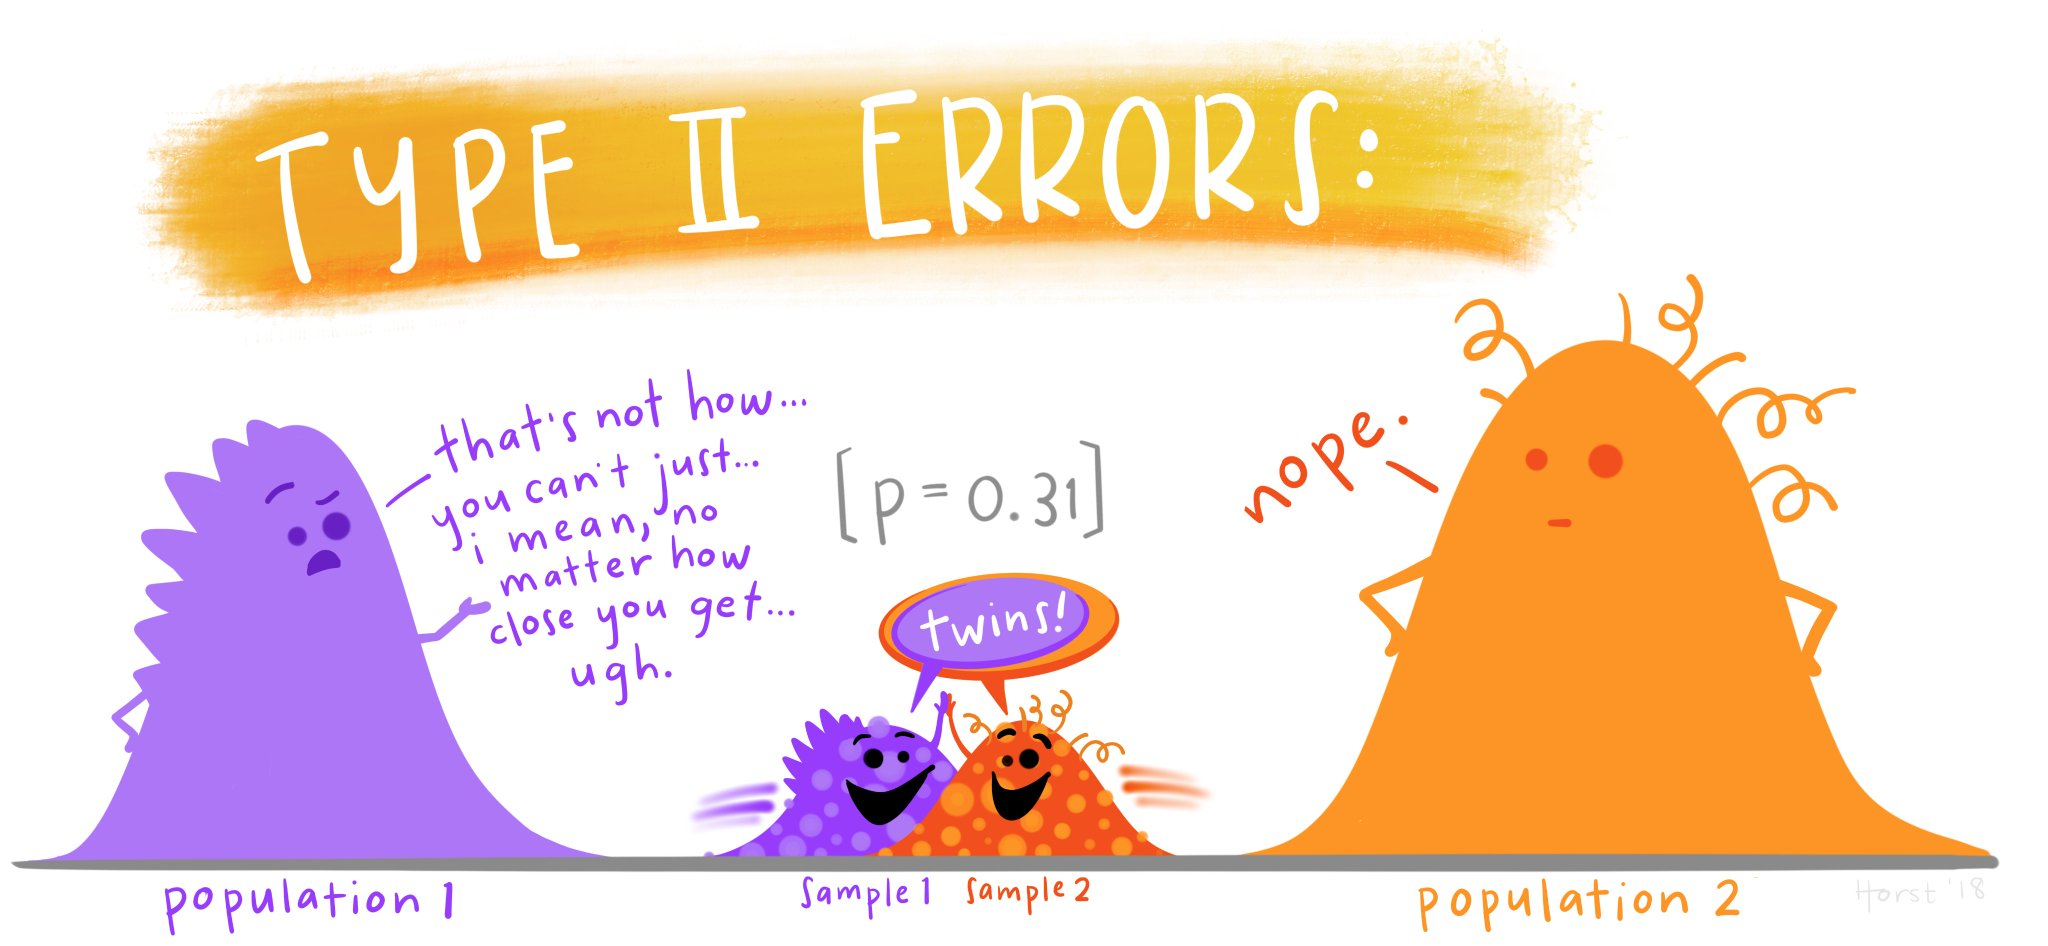 TYPE II ERRORS:
that's not how...
you can't just...
i mean, no
matter how
close you get...
ugh.
[p = 0.31]
nope.
twins!
population 1
sample 1
sample 2
population 2
Horst '18